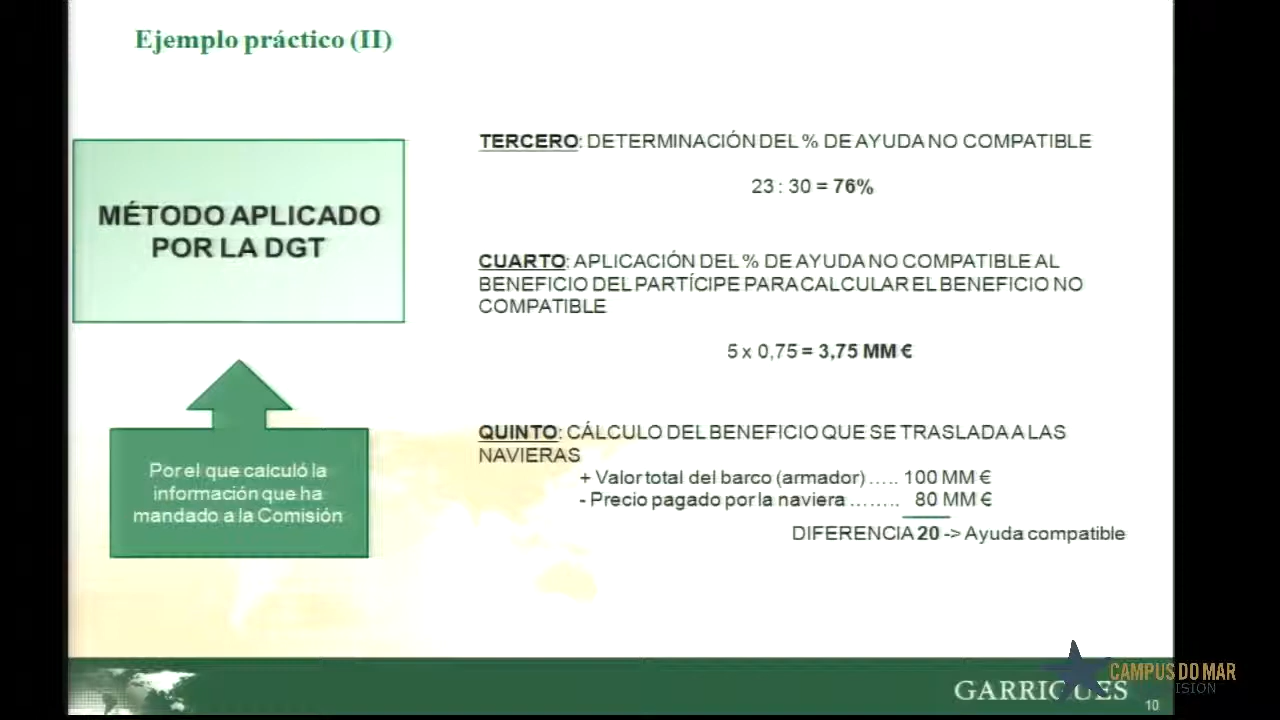 Ejemplo práctico (II)
MÉTODO APLICADO
POR LA DGT
Por el que calculó la
información que ha
mandado a la Comisión
TERCERO: DETERMINACIÓN DEL % DE AYUDA NO COMPATIBLE
23 : 30 = 76%
CUARTO: APLICACIÓN DEL % DE AYUDA NO COMPATIBLE AL
BENEFICIO DEL PARTÍCIPE PARA CALCULAR EL BENEFICIO NO
COMPATIBLE
5 x 0,75 = 3,75 MM €
QUINTO: CÁLCULO DEL BENEFICIO QUE SE TRASLADA A LAS
NAVIERAS
+ Valor total del barco (armador) ..... 100 MM €
- Precio pagado por la naviera ........ 80 MM €
DIFERENCIA 20 -> Ayuda compatible
GARRIGUES
CAMPUS DO MAR
ISION
10